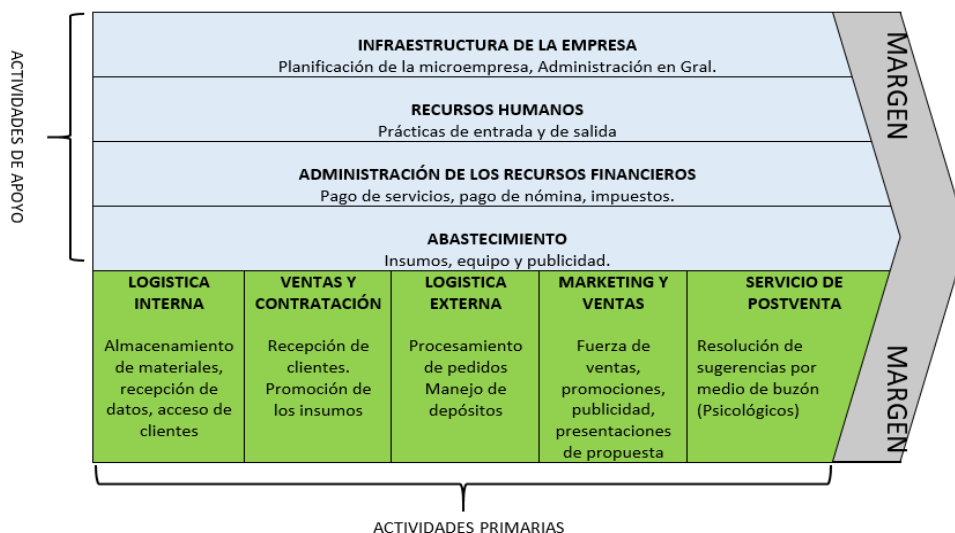 ACTIVIDADES DE APOYO
INFRAESTRUCTURA DE LA EMPRESA
Planificación de la microempresa, Administración en Gral.
RECURSOS HUMANOS
Prácticas de entrada y de salida
ADMINISTRACIÓN DE LOS RECURSOS FINANCIEROS
Pago de servicios, pago de nómina, impuestos.
ABASTECIMIENTO
Insumos, equipo y publicidad.
MARGEN
LOGISTICA
INTERNA
Almacenamiento
de materiales,
recepción de
datos, acceso de
clientes
VENTAS Y
CONTRATACIÓN
Recepción de
clientes.
Promoción de
los insumos
LOGISTICA
EXTERNA
Procesamiento
de pedidos
Manejo de
depósitos
MARKETING Y
VENTAS
Fuerza de
ventas,
promociones,
publicidad,
presentaciones
de propuesta
SERVICIO DE
POSTVENTA
Resolución de
sugerencias por
medio de buzón
(Psicológicos)
MARGEN
ACTIVIDADES PRIMARIAS